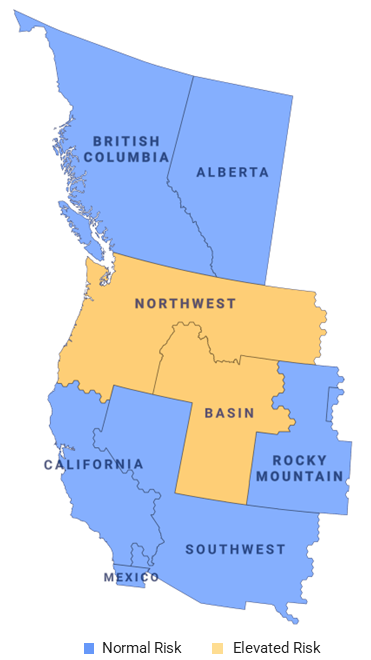 BRITISH
COLUMBIA
ALBERTA
NORTHWEST
BASIN
CALIFORNIA
ROCKY
MOUNTAIN
SOUTHWEST
MEXICO
Normal Risk
Elevated Risk